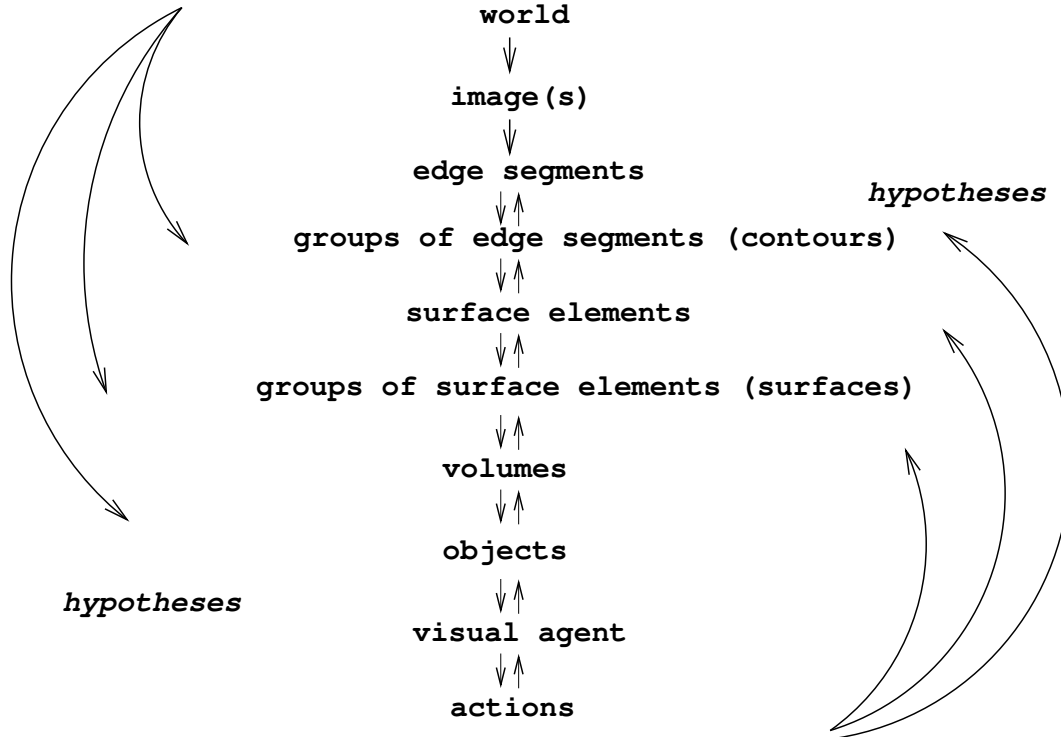 world
image(s)
edge segments
hypotheses
groups of edge segments (contours)
surface elements
groups of surface elements (surfaces)
volumes
objects
hypotheses
visual agent
actions